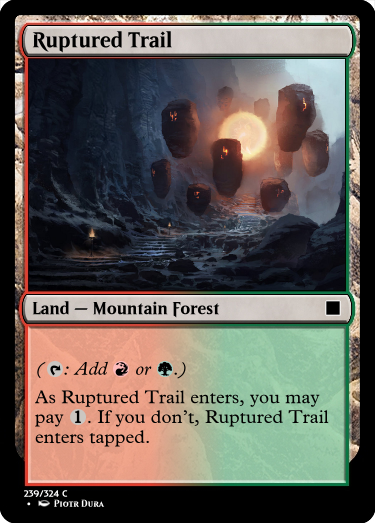 Ruptured Trail
Land — Mountain Forest
( : Add or .)
As Ruptured Trail enters, you may
pay 1. If you don't, Ruptured Trail
enters tapped.
239/324 C
• Piotr Dura